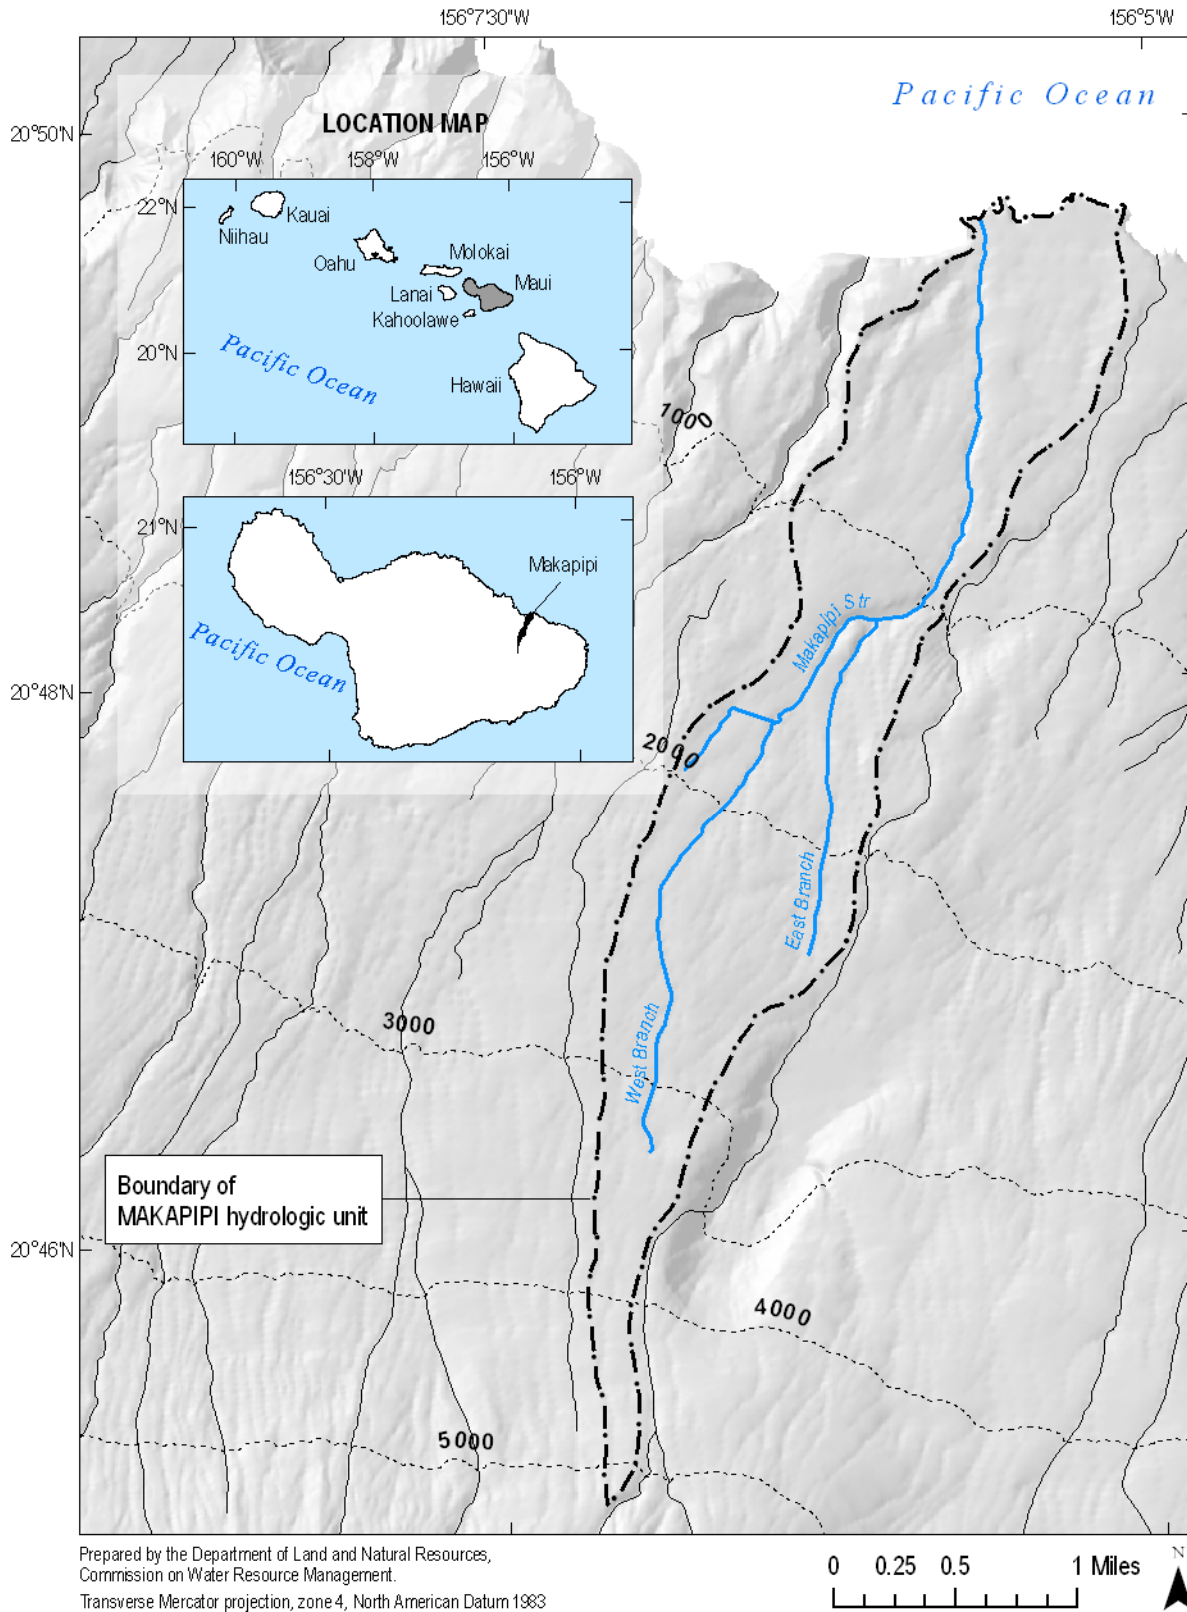 156°7'30"W
156°5'W
Pacific Ocean
20°50'N
LOCATION MAP
160°W
158°W
156°W
22°N
Kauai
Niihau
Oahu
Molokai
Maui
Lanai
Kahoolawe
20°N
Pacific Ocean
Hawaii
1000
156°30'W
156°W
21°N
Makapipi
Pacific Ocean
Makapipi Str
20°48'N
2000
East Branch
West Branch
3000
Boundary of
MAKAPIPI hydrologic unit
20°46'N
4000
5000
Prepared by the Department of Land and Natural Resources,
Commission on Water Resource Management.
Transverse Mercator projection, zone 4, North American Datum 1983
0 0.25 0.5 1 Miles
N